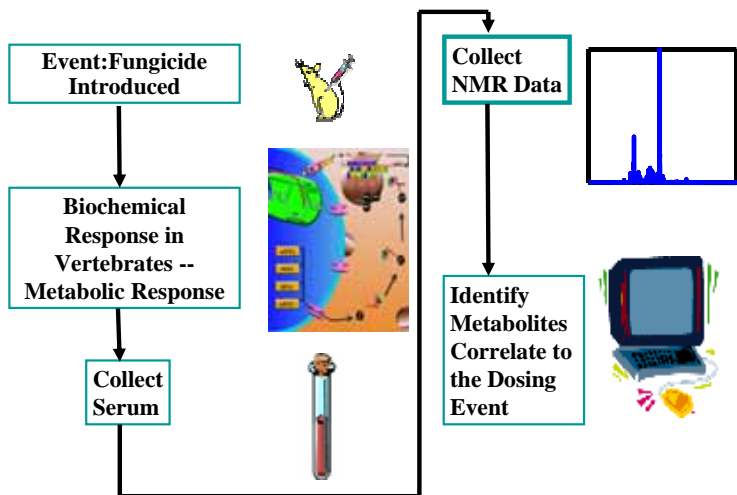 Event:Fungicide
Introduced
Biochemical
Response in
Vertebrates --
Metabolic Response
Collect
Serum
Collect
NMR Data
Identify
Metabolites
Correlate to
the Dosing
Event